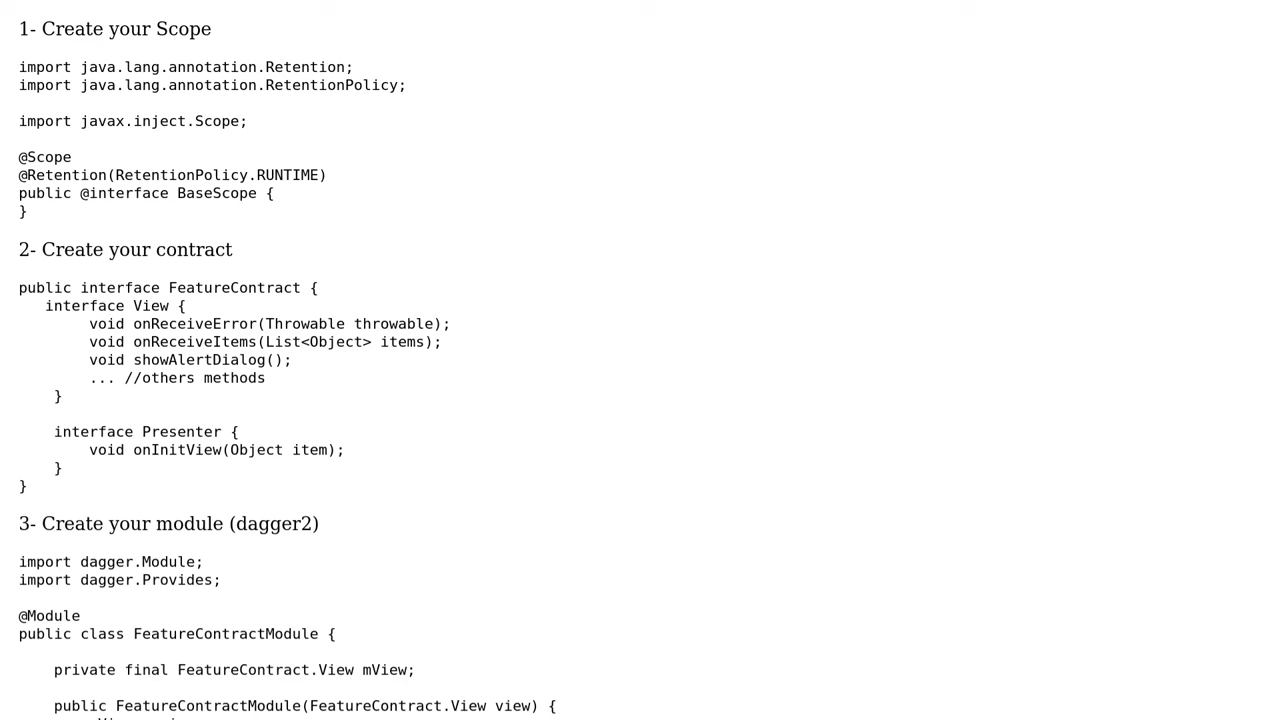 1- Create your Scope
import java.lang.annotation.Retention;
import java.lang.annotation.RetentionPolicy;
import javax.inject.Scope;
@Scope
@Retention(RetentionPolicy.RUNTIME)
public @interface BaseScope {
}
2- Create your contract
public interface FeatureContract {
   interface View {
        void onReceiveError(Throwable throwable);
        void onReceiveItems(List<Object> items);
        void showAlertDialog();
        ... //others methods
    }
    interface Presenter {
        void onInitView(Object item);
    }
}
3- Create your module (dagger2)
import dagger.Module;
import dagger.Provides;
@Module
public class FeatureContractModule {
    private final FeatureContract.View mView;
    public FeatureContractModule(FeatureContract.View view) {